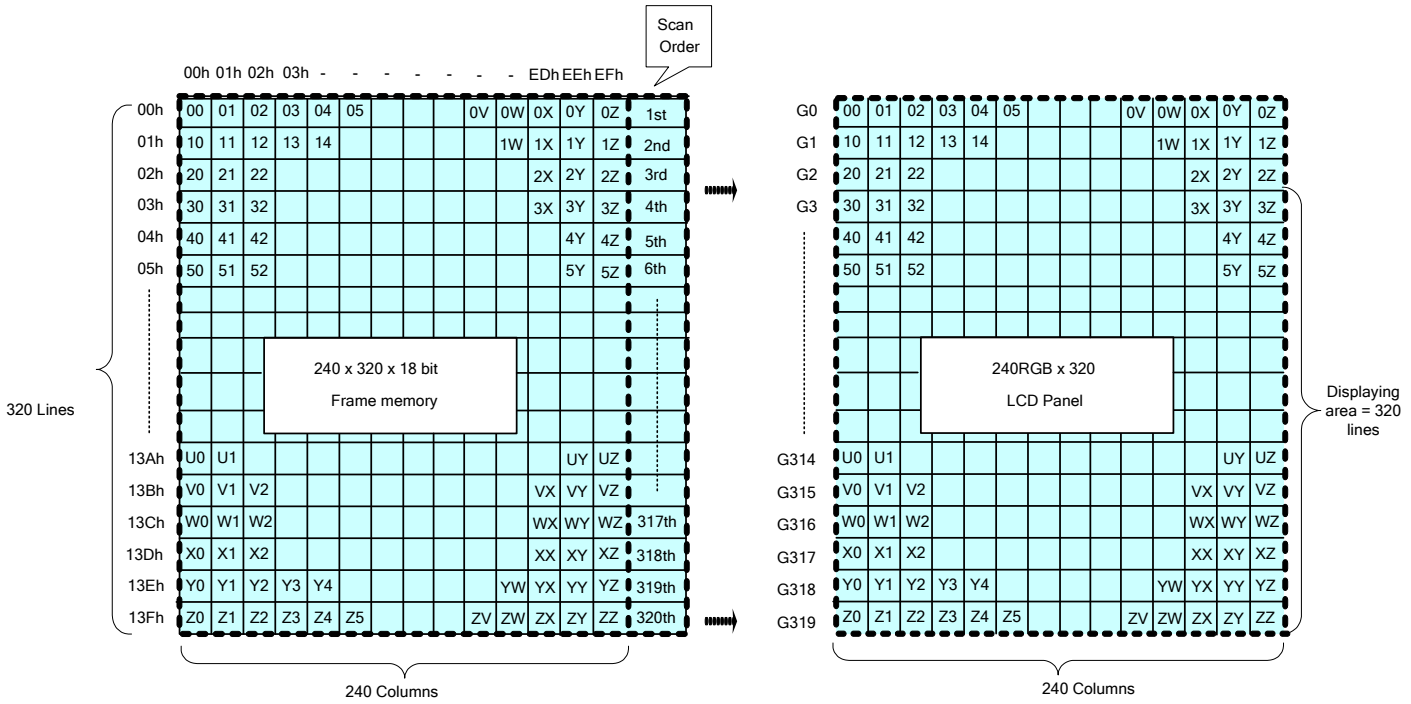 Scan
Order
00h 01h 02h 03h - - - - - - - EDh EEh EFh
00h 00 01 02 03 04 05 0V 0W 0X 0Y 0Z 1st
01h 10 11 12 13 14 1W 1X 1Y 1Z 2nd
02h 20 21 22 2X 2Y 2Z 3rd
03h 30 31 32 3X 3Y 3Z 4th
04h 40 41 42 4Y 4Z 5th
05h 50 51 52 5Y 5Z 6th
240 x 320 x 18 bit
Frame memory
320 Lines
13Ah U0 U1 UY UZ
13Bh V0 V1 V2 VX VY VZ
13Ch W0 W1 W2 WX WY WZ 317th
13Dh X0 X1 X2 XX XY XZ 318th
13Eh Y0 Y1 Y2 Y3 Y4 YW YX YY YZ 319th
13Fh Z0 Z1 Z2 Z3 Z4 Z5 ZV ZW ZX ZY ZZ 320th
240 Columns
G0 00 01 02 03 04 05 0V 0W 0X 0Y 0Z
G1 10 11 12 13 14 1W 1X 1Y 1Z
G2 20 21 22 2X 2Y 2Z
G3 30 31 32 3X 3Y 3Z
40 41 42 4Y 4Z
50 51 52 5Y 5Z
240RGB x 320
LCD Panel
Displaying
area = 320
lines
G314 U0 U1 UY UZ
G315 V0 V1 V2 VX VY VZ
G316 W0 W1 W2 WX WY WZ
G317 X0 X1 X2 XX XY XZ
G318 Y0 Y1 Y2 Y3 Y4 YW YX YY YZ
G319 Z0 Z1 Z2 Z3 Z4 Z5 ZV ZW ZX ZY ZZ
240 Columns